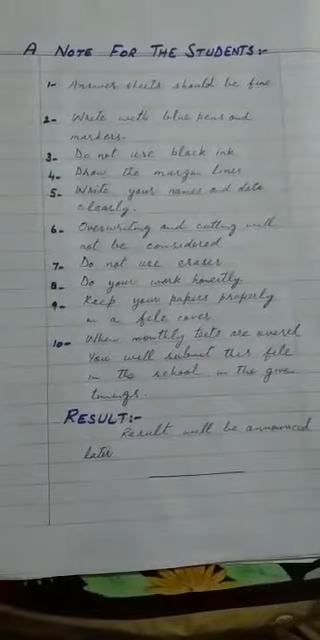 A NOTE FOR THE STUDENTS:-
1- Answer sheets should be fine
2- Write with blue pens and
markers.
3- Do not use black ink
4- Draw the margin lines
5- Write your names and date
clearly.
6- Overwriting and cutting will
not be considered
7- Do not use eraser
8- Do your work honestly
9- Keep your papers properly
in a file cover
10- When monthly tests are
You will submit this file
in the school in the given
timings.
RESULT:-
Result will be announced
later